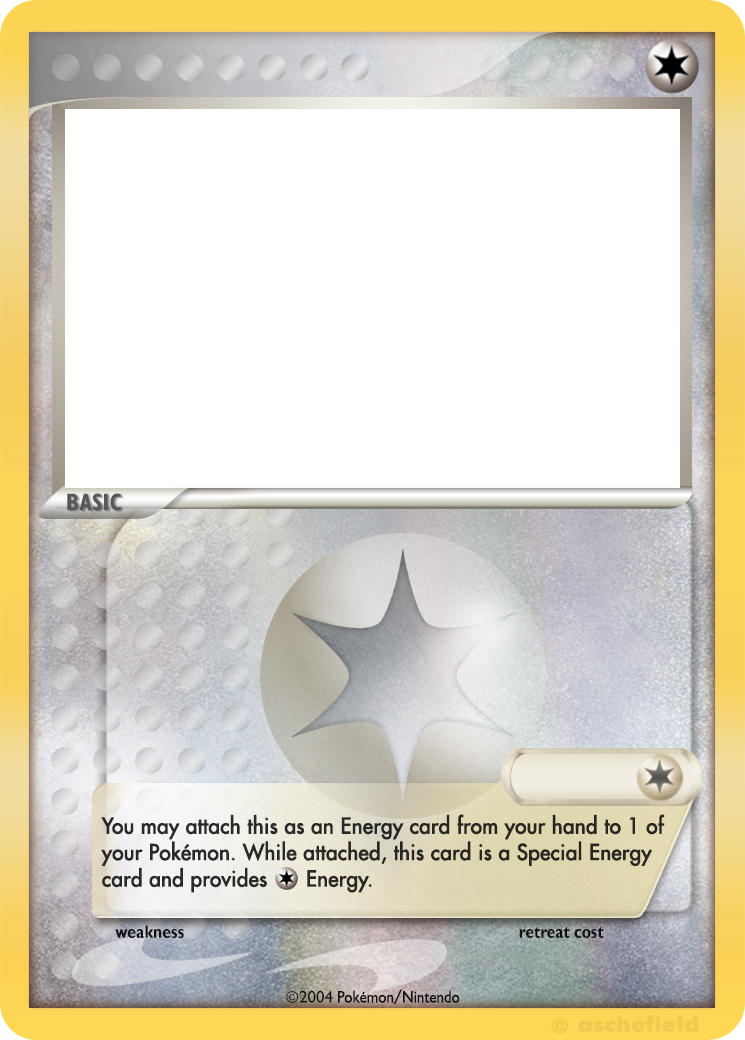 BASIC
You may attach this as an Energy card from your hand to 1 of
your Pokémon. While attached, this card is a Special Energy
card and provides Energy.
weakness retreat cost
©2004 Pokémon/Nintendo
© aschefield